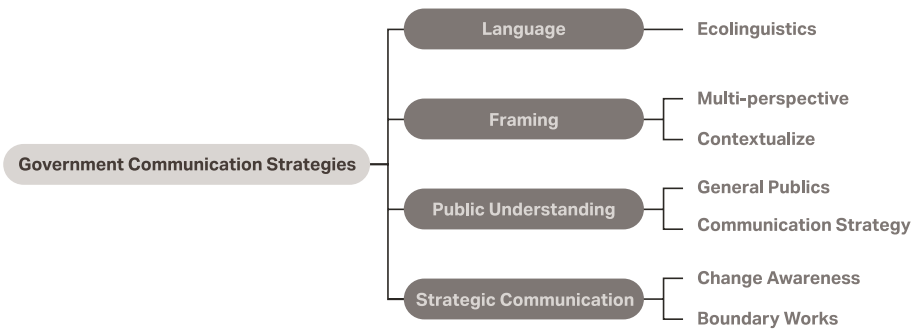 Government Communication Strategies
Language
Ecolinguistics
Framing
Multi-perspective
Contextualize
Public Understanding
General Publics
Communication Strategy
Strategic Communication
Change Awareness
Boundary Works